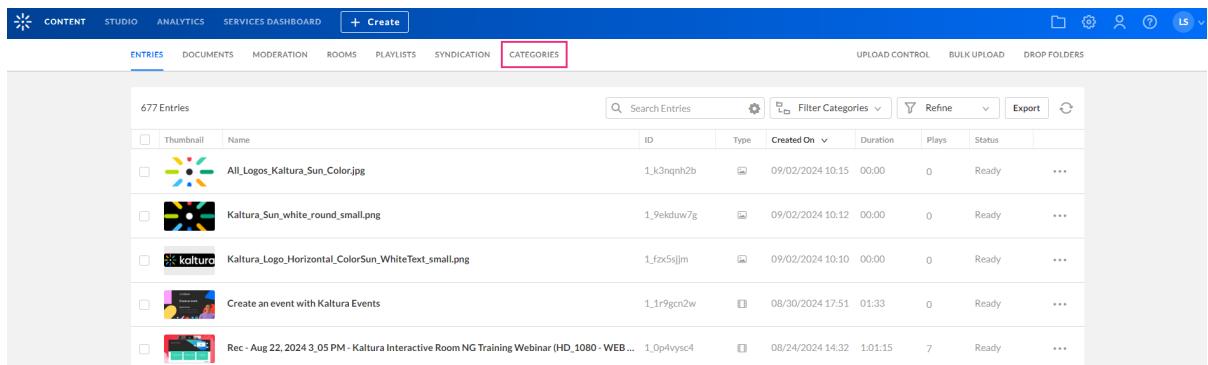 CONTENT STUDIO ANALYTICS SERVICES DASHBOARD + Create LS
ENTRIES DOCUMENTS MODERATION ROOMS PLAYLISTS SYNDICATION CATEGORIES UPLOAD CONTROL BULK UPLOAD DROP FOLDERS
677 Entries Search Entries Filter Categories Refine Export
Thumbnail Name ID Type Created On Duration Plays Status
All_Logos_Kaltura_Sun_Color.jpg 1_k3nqnh2b 09/02/2024 10:15 00:00 0 Ready
Kaltura_Sun_white_round_small.png 1_9ekduw7g 09/02/2024 10:12 00:00 0 Ready
kaltura Kaltura_Logo_Horizontal_ColorSun_WhiteText_small.png 1_fzx5sjjm 09/02/2024 10:10 00:00 0 Ready
Create an event with Kaltura Events 1_1r9gcn2w 08/30/2024 17:51 01:33 0 Ready
Rec - Aug 22, 2024 3_05 PM - Kaltura Interactive Room NG Training Webinar (HD_1080 - WEB ... 1_0p4vysc4 08/24/2024 14:32 1:01:15 7 Ready